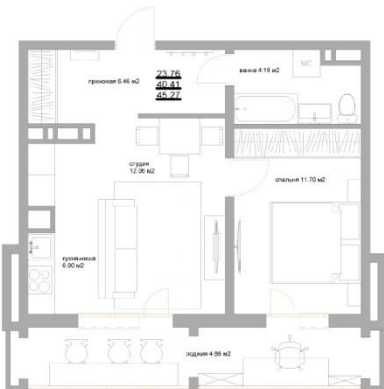 прихожая 6.46 м2
23.76
40.41
45.27
ванна 4.19 м2
МС
студия
12.06 м2
спальня 11.70 м2
кухня-ниша
6.00 м2
лоджия 4.86 м2